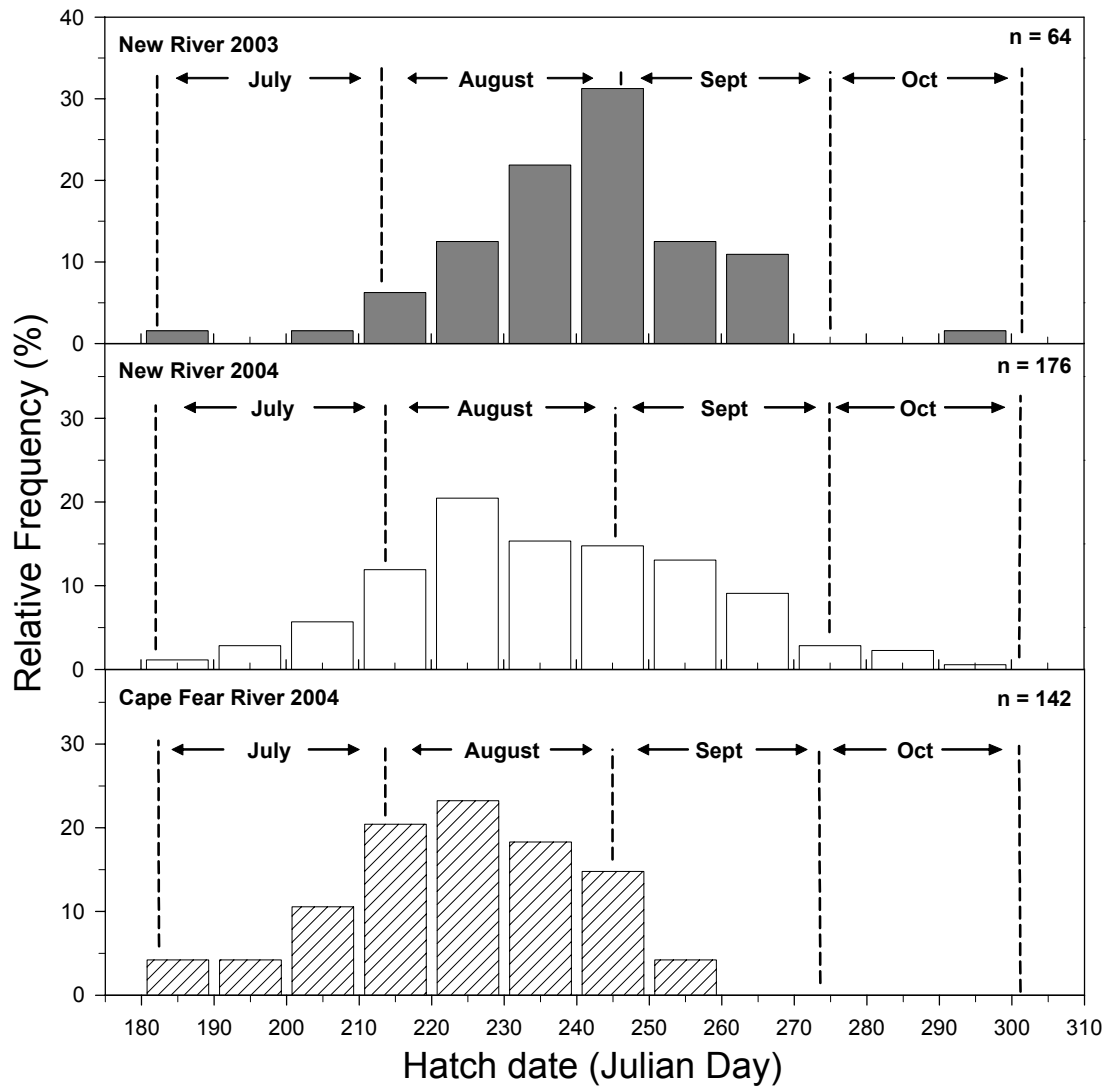 40
New River 2003
n = 64
July August Sept Oct
30
20
10
0
New River 2004
n = 176
July August Sept Oct
30
20
10
0
Cape Fear River 2004
n = 142
July August Sept Oct
30
20
10
0
Relative Frequency (%)
180 190 200 210 220 230 240 250 260 270 280 290 300 310
Hatch date (Julian Day)